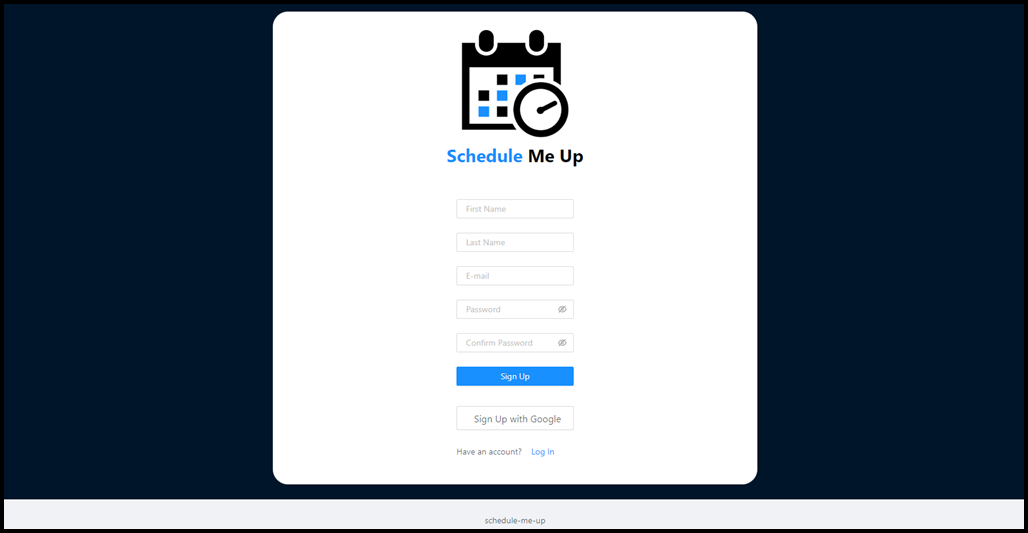 Schedule Me Up
First Name
Last Name
E-mail
Password
Confirm Password
Sign Up
Sign Up with Google
Have an account? Log In
schedule-me-up